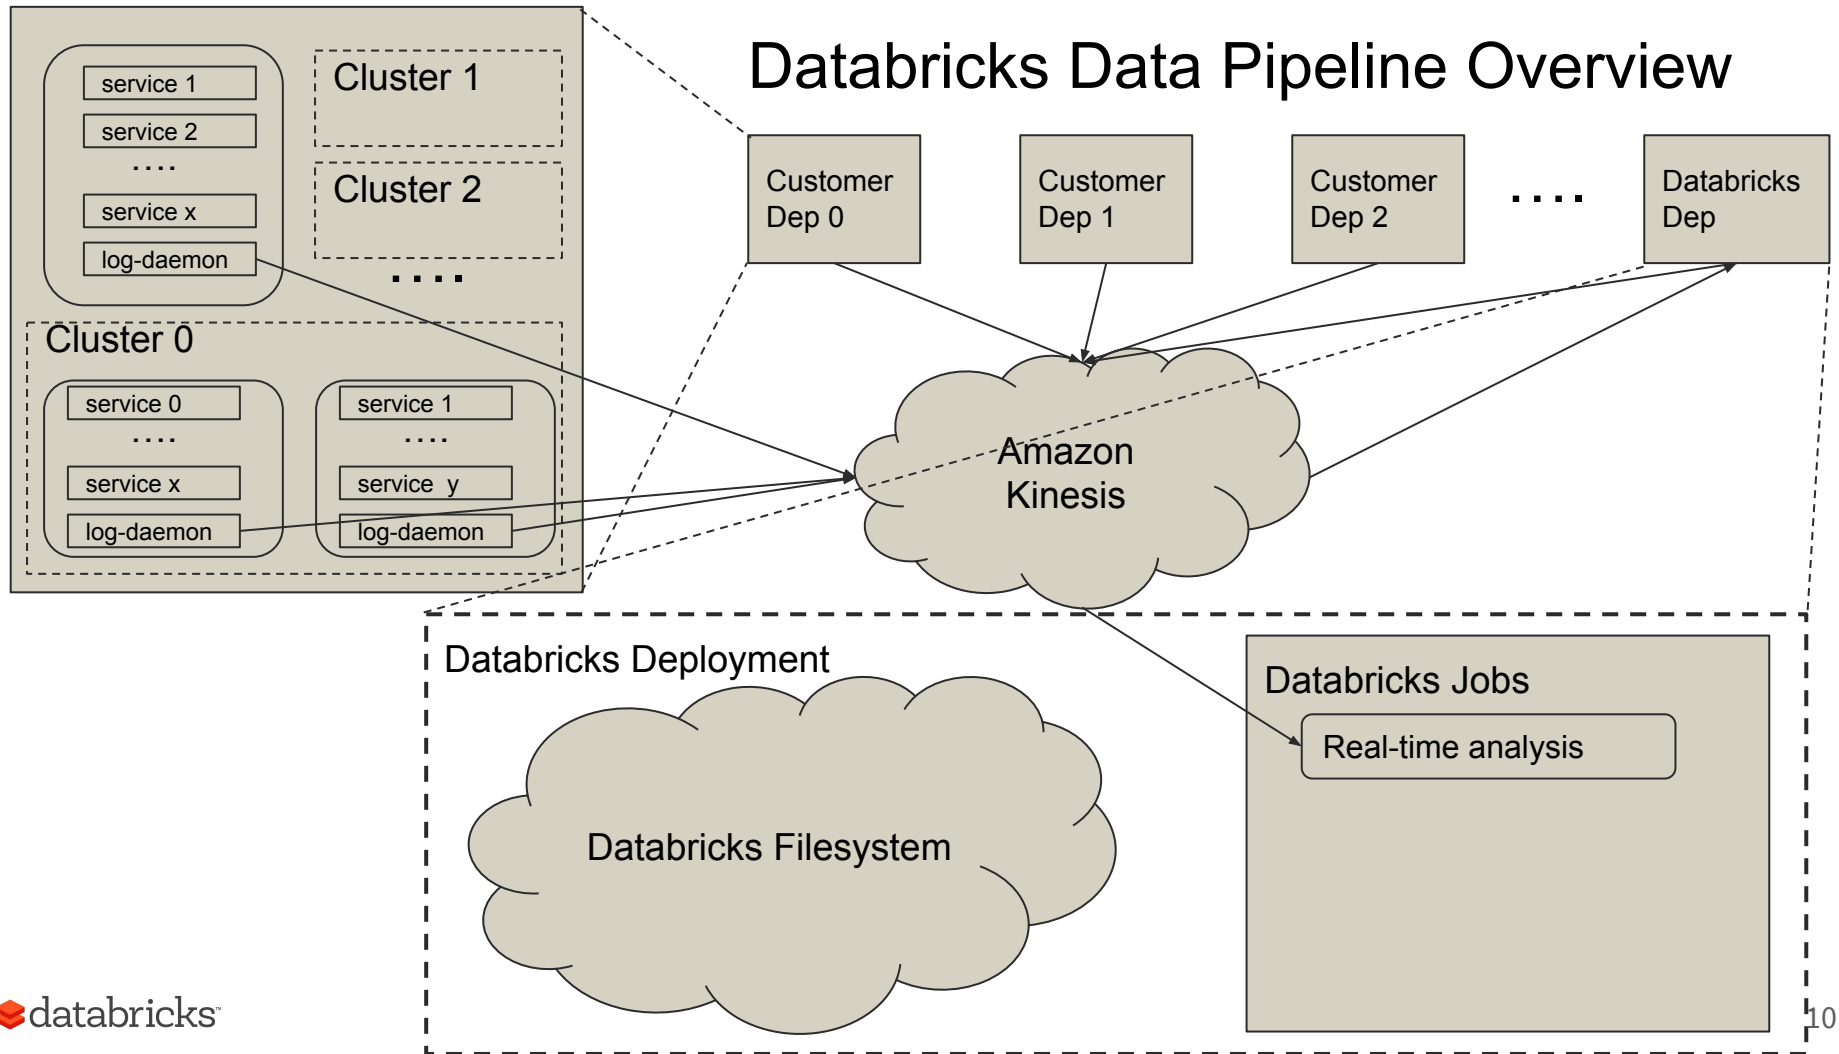 Databricks Data Pipeline Overview
service 1
service 2
....
service x
log-daemon
Cluster 1
Cluster 2
....
Cluster 0
service 0
....
service x
log-daemon
service 1
....
service y
log-daemon
Customer
Dep 0
Customer
Dep 1
Customer
Dep 2
....
Databricks
Dep
Amazon
Kinesis
Databricks Deployment
Databricks Filesystem
Databricks Jobs
Real-time analysis
databricks™
10